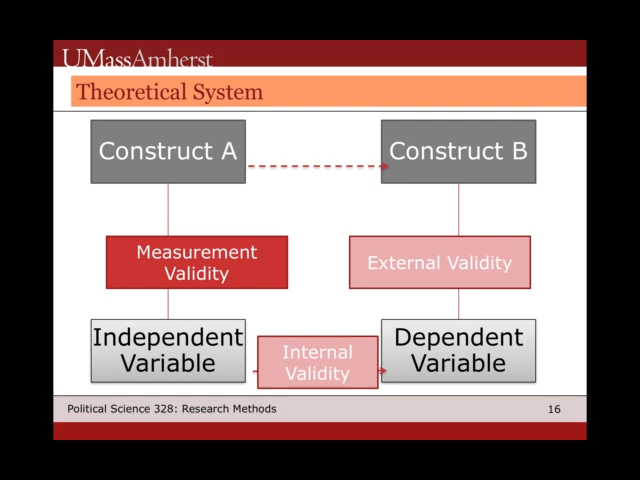 UMassAmherst
Theoretical System
Construct A
Construct B
Measurement
Validity
External Validity
Independent
Variable
Internal
Validity
Dependent
Variable
Political Science 328: Research Methods
16